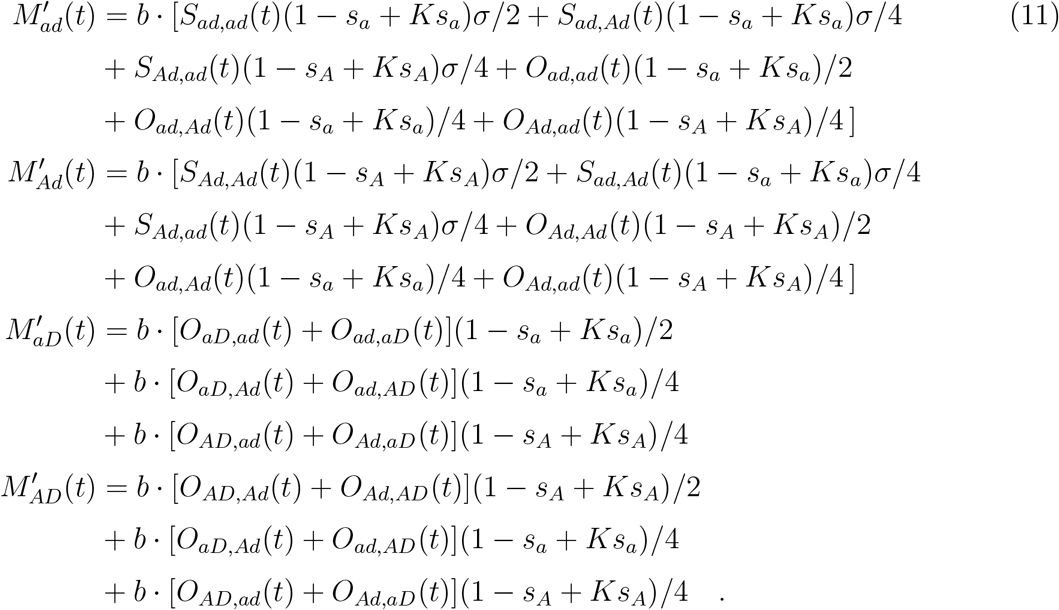 M′_{ad}(t) = b · [S_{ad,ad}(t)(1 − s_a + Ks_a)σ/2 + S_{ad,Ad}(t)(1 − s_a + Ks_a)σ/4 (11)
+ S_{Ad,ad}(t)(1 − s_A + Ks_A)σ/4 + O_{ad,ad}(t)(1 − s_a + Ks_a)/2
+ O_{ad,Ad}(t)(1 − s_a + Ks_a)/4 + O_{Ad,ad}(t)(1 − s_A + Ks_A)/4 ]
M′_{Ad}(t) = b · [S_{Ad,Ad}(t)(1 − s_A + Ks_A)σ/2 + S_{ad,Ad}(t)(1 − s_a + Ks_a)σ/4
+ S_{Ad,ad}(t)(1 − s_A + Ks_A)σ/4 + O_{Ad,Ad}(t)(1 − s_A + Ks_A)/2
+ O_{ad,Ad}(t)(1 − s_a + Ks_a)/4 + O_{Ad,ad}(t)(1 − s_A + Ks_A)/4 ]
M′_{aD}(t) = b · [O_{aD,ad}(t) + O_{ad,aD}(t)](1 − s_a + Ks_a)/2
+ b · [O_{aD,Ad}(t) + O_{ad,AD}(t)](1 − s_a + Ks_a)/4
+ b · [O_{AD,ad}(t) + O_{Ad,aD}(t)](1 − s_A + Ks_A)/4
M′_{AD}(t) = b · [O_{AD,Ad}(t) + O_{Ad,AD}(t)](1 − s_A + Ks_A)/2
+ b · [O_{aD,Ad}(t) + O_{ad,AD}(t)](1 − s_a + Ks_a)/4
+ b · [O_{AD,ad}(t) + O_{Ad,aD}(t)](1 − s_A + Ks_A)/4 .